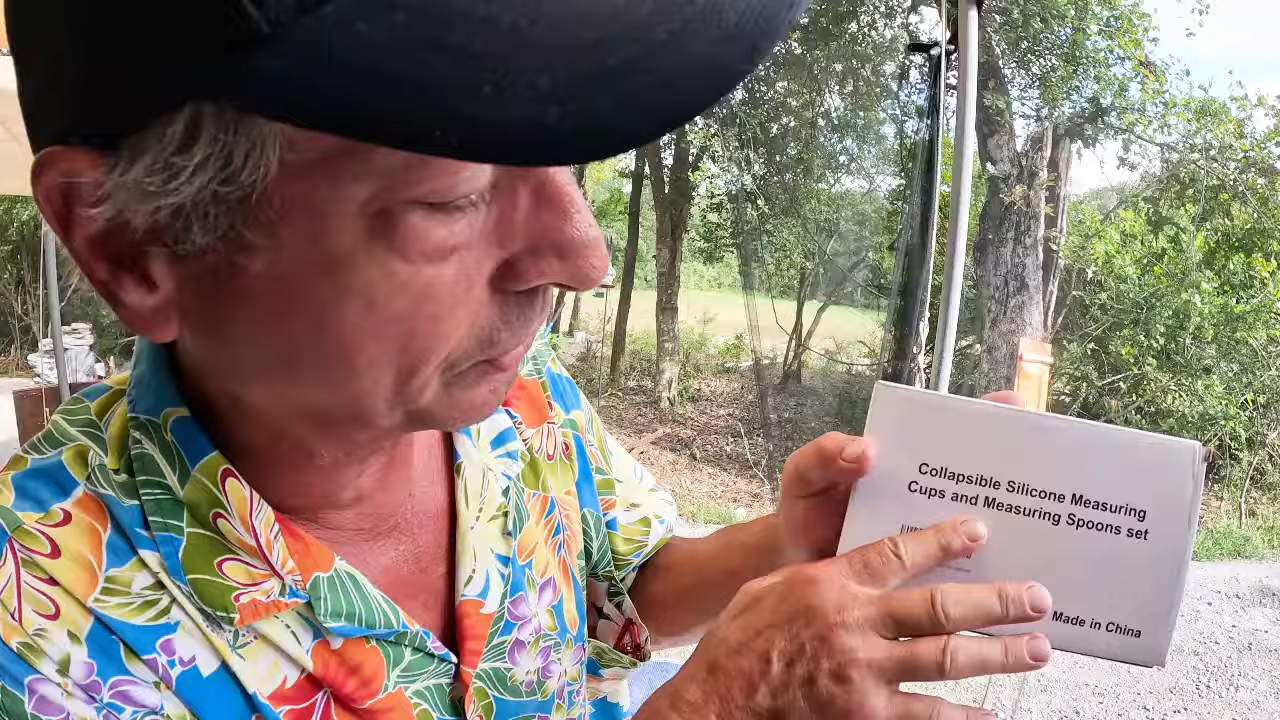 Collapsible Silicone Measuring
Cups and Measuring Spoons set
Made in China